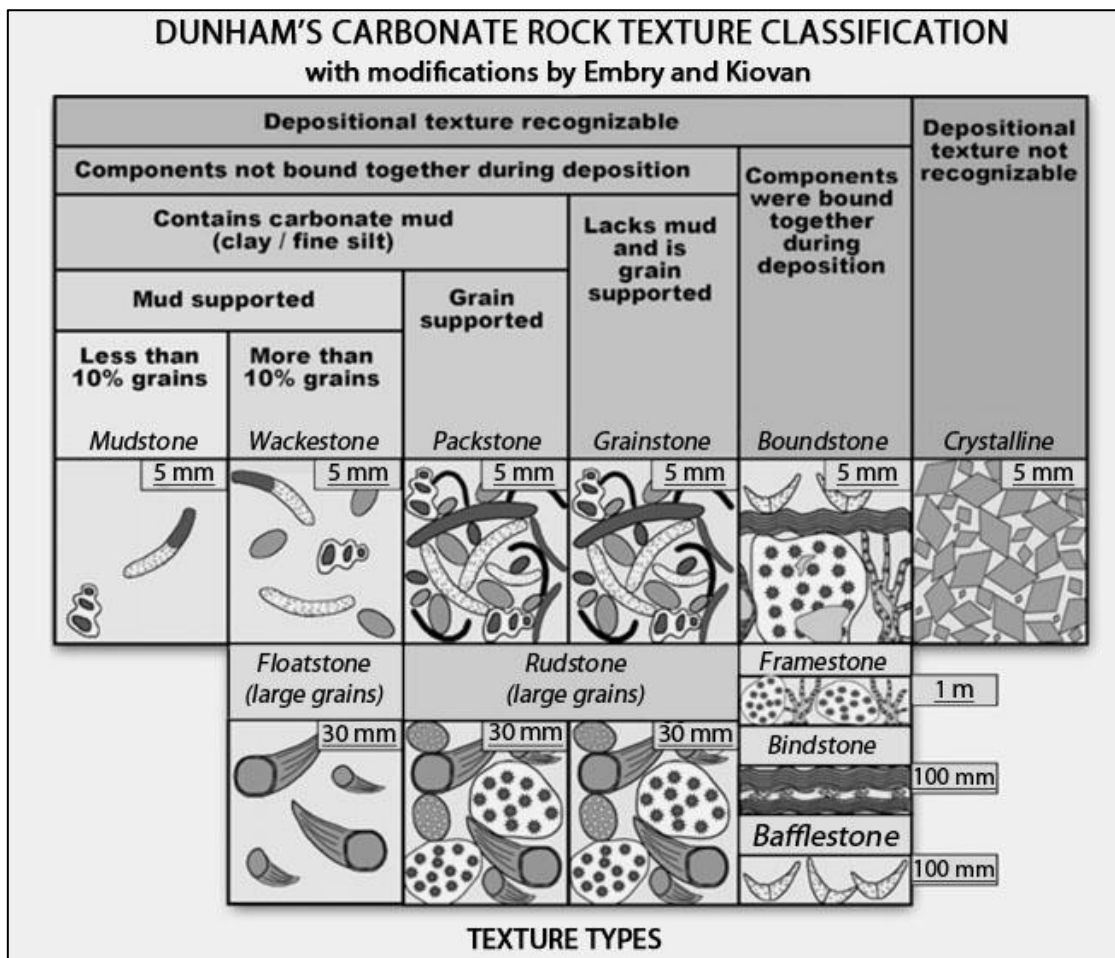 DUNHAM'S CARBONATE ROCK TEXTURE CLASSIFICATION
with modifications by Embry and Kiovan
Depositional texture recognizable
Depositional
texture not
recognizable
Components not bound together during deposition
Components
were bound
together
during
deposition
Contains carbonate mud
(clay / fine silt)
Lacks mud
and is
grain
supported
Mud supported
Grain
supported
Less than
10% grains
More than
10% grains
Mudstone
Wackestone
Packstone
Grainstone
Boundstone
Crystalline
5 mm
5 mm
5 mm
5 mm
5 mm
5 mm
Floatstone
(large grains)
Rudstone
(large grains)
Framestone
1 m
30 mm
30 mm
30 mm
Bindstone
100 mm
Bafflestone
100 mm
TEXTURE TYPES